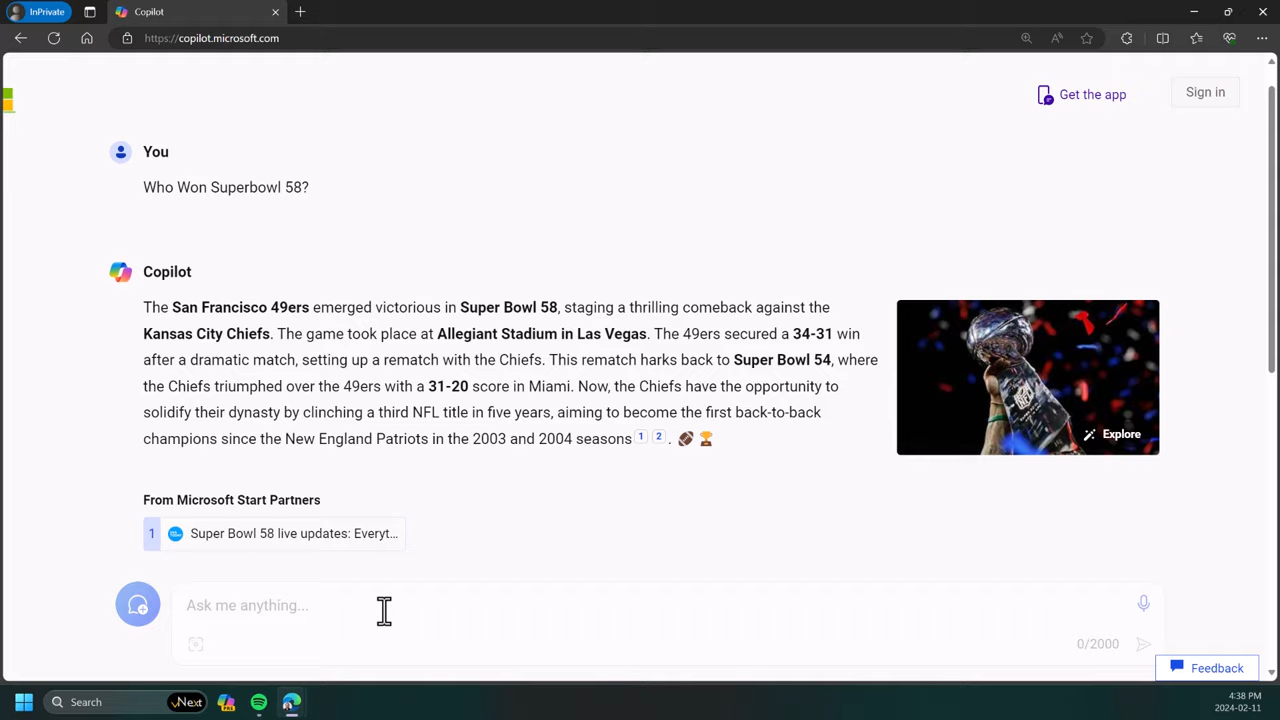 InPrivate
Copilot
https://copilot.microsoft.com
Get the app
Sign in
You
Who Won Superbowl 58?
Copilot
The San Francisco 49ers emerged victorious in Super Bowl 58, staging a thrilling comeback against the
Kansas City Chiefs. The game took place at Allegiant Stadium in Las Vegas. The 49ers secured a 34-31 win
after a dramatic match, setting up a rematch with the Chiefs. This rematch harks back to Super Bowl 54, where
the Chiefs triumphed over the 49ers with a 31-20 score in Miami. Now, the Chiefs have the opportunity to
solidify their dynasty by clinching a third NFL title in five years, aiming to become the first back-to-back
champions since the New England Patriots in the 2003 and 2004 seasons 1 2 . 🏈 🏆
NFL
Explore
From Microsoft Start Partners
1 Super Bowl 58 live updates: Everyt...
Ask me anything...
0/2000
Feedback
Search
Next
PRE
4:38 PM
2024-02-11